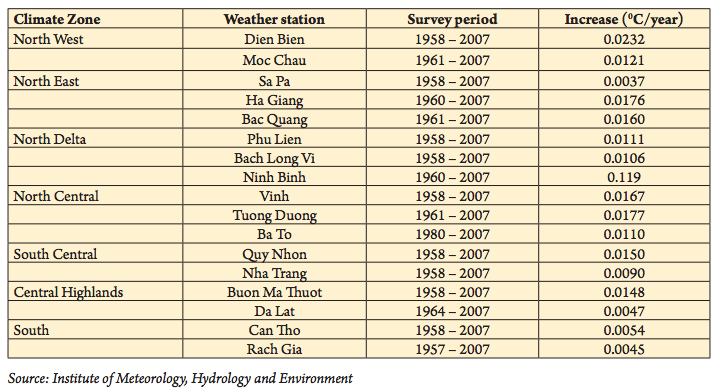 Climate Zone Weather station Survey period Increase (⁰C/year)
North West Dien Bien 1958 – 2007 0.0232
Moc Chau 1961 – 2007 0.0121
North East Sa Pa 1958 – 2007 0.0037
Ha Giang 1960 – 2007 0.0176
Bac Quang 1961 – 2007 0.0160
North Delta Phu Lien 1958 – 2007 0.0111
Bach Long Vi 1958 – 2007 0.0106
Ninh Binh 1960 – 2007 0.119
North Central Vinh 1958 – 2007 0.0167
Tuong Duong 1961 – 2007 0.0177
Ba To 1980 – 2007 0.0110
South Central Quy Nhon 1958 – 2007 0.0150
Nha Trang 1958 – 2007 0.0090
Central Highlands Buon Ma Thuot 1958 – 2007 0.0148
Da Lat 1964 – 2007 0.0047
South Can Tho 1958 – 2007 0.0054
Rach Gia 1957 – 2007 0.0045
Source: Institute of Meteorology, Hydrology and Environment